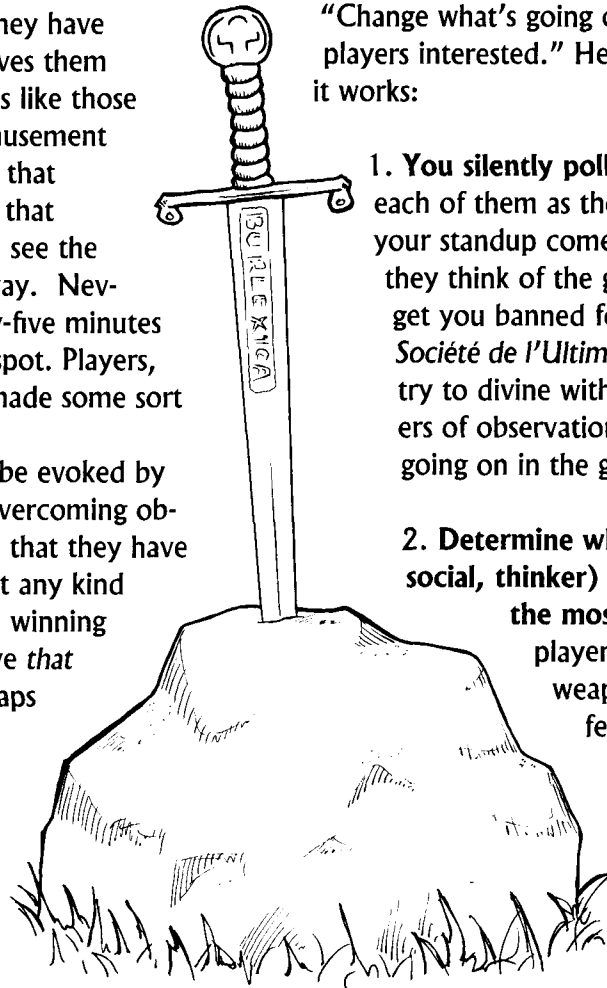 hey have
ves them
s like those
musement
that
that
see the
ay. Nev-
y-five minutes
spot. Players,
made some sort
be evoked by
vercoming ob-
that they have
t any kind
winning
ve that
aps
“Change what's going o
players interested.” He
it works:
1. You silently poll
each of them as the
your standup come
they think of the g
get you banned fo
Société de l'Ultim
try to divine with
ers of observation
going on in the g
2. Determine wh
social, thinker)
the mos
player
weap
fe